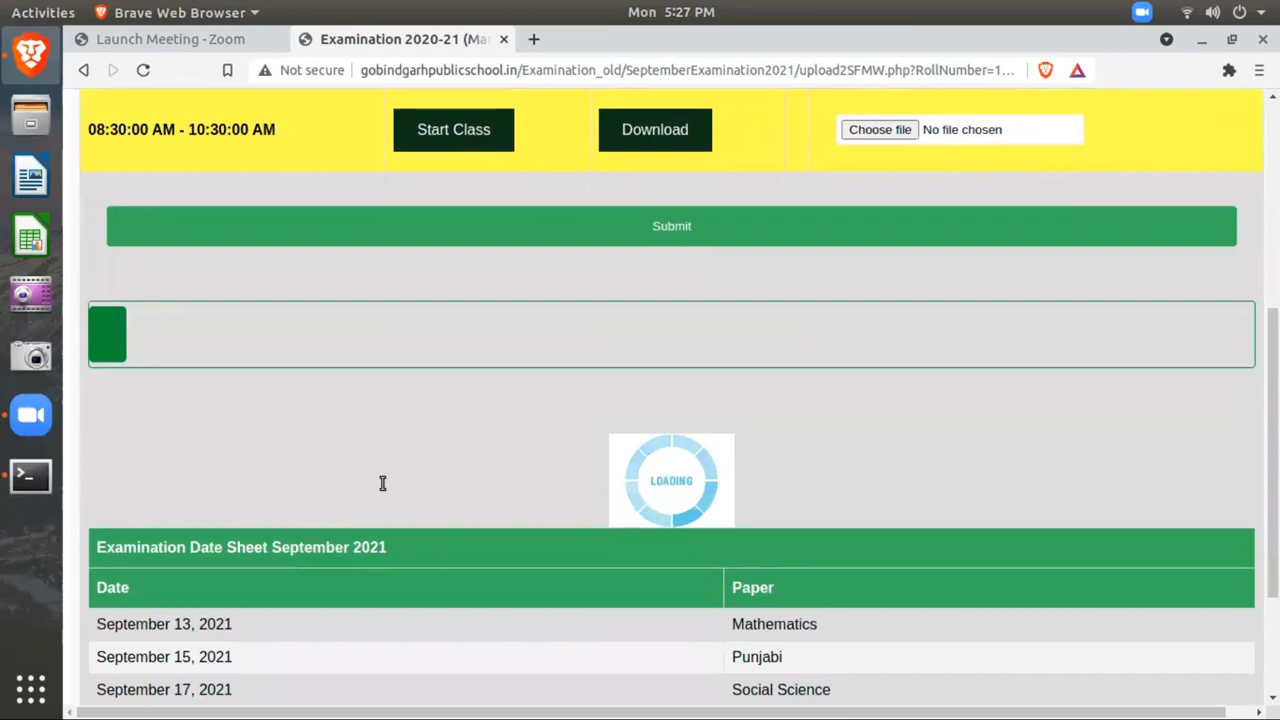 Activities Brave Web Browser Mon 5:27 PM
Launch Meeting - Zoom Examination 2020-21 (Ma
Not secure gobindgarhpublicschool.in/Examination_old/SeptemberExamination2021/upload2SFMW.php?RollNumber=1...
08:30:00 AM - 10:30:00 AM Start Class Download Choose file No file chosen
Submit
LOADING
Examination Date Sheet September 2021
Date Paper
September 13, 2021 Mathematics
September 15, 2021 Punjabi
September 17, 2021 Social Science